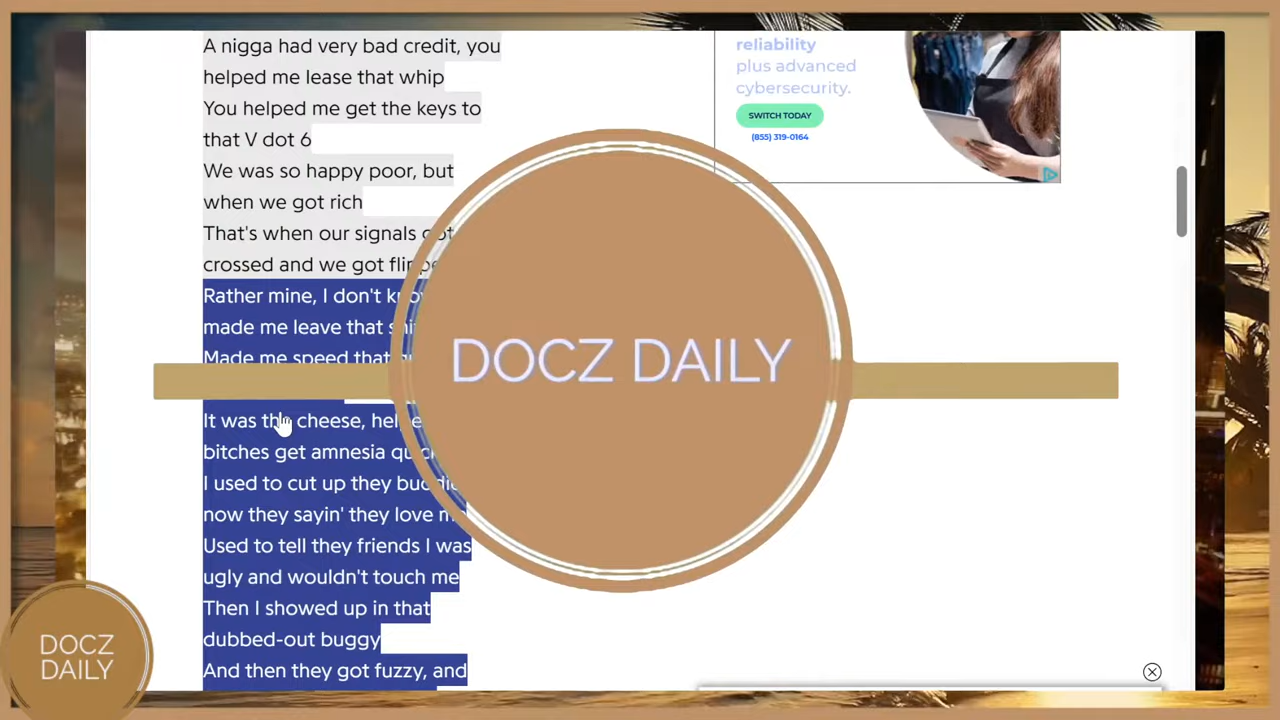 A nigga had very bad credit, you
helped me lease that whip
You helped me get the keys to
that V dot 6
We was so happy poor, but
when we got rich
That's when our signals got
crossed and we got
Rather mine, I don't
made me leave that
Made me speed that
It was the cheese,
bitches get amnesia
I used to cut up they
now they sayin' they love
Used to tell they friends I was
ugly and wouldn't touch me
Then I showed up in that
dubbed-out buggy
And then they got fuzzy, and
reliability
plus advanced
cybersecurity.
SWITCH TODAY
(855) 319-0164
DOCZ DAILY
DOCZ
DAILY